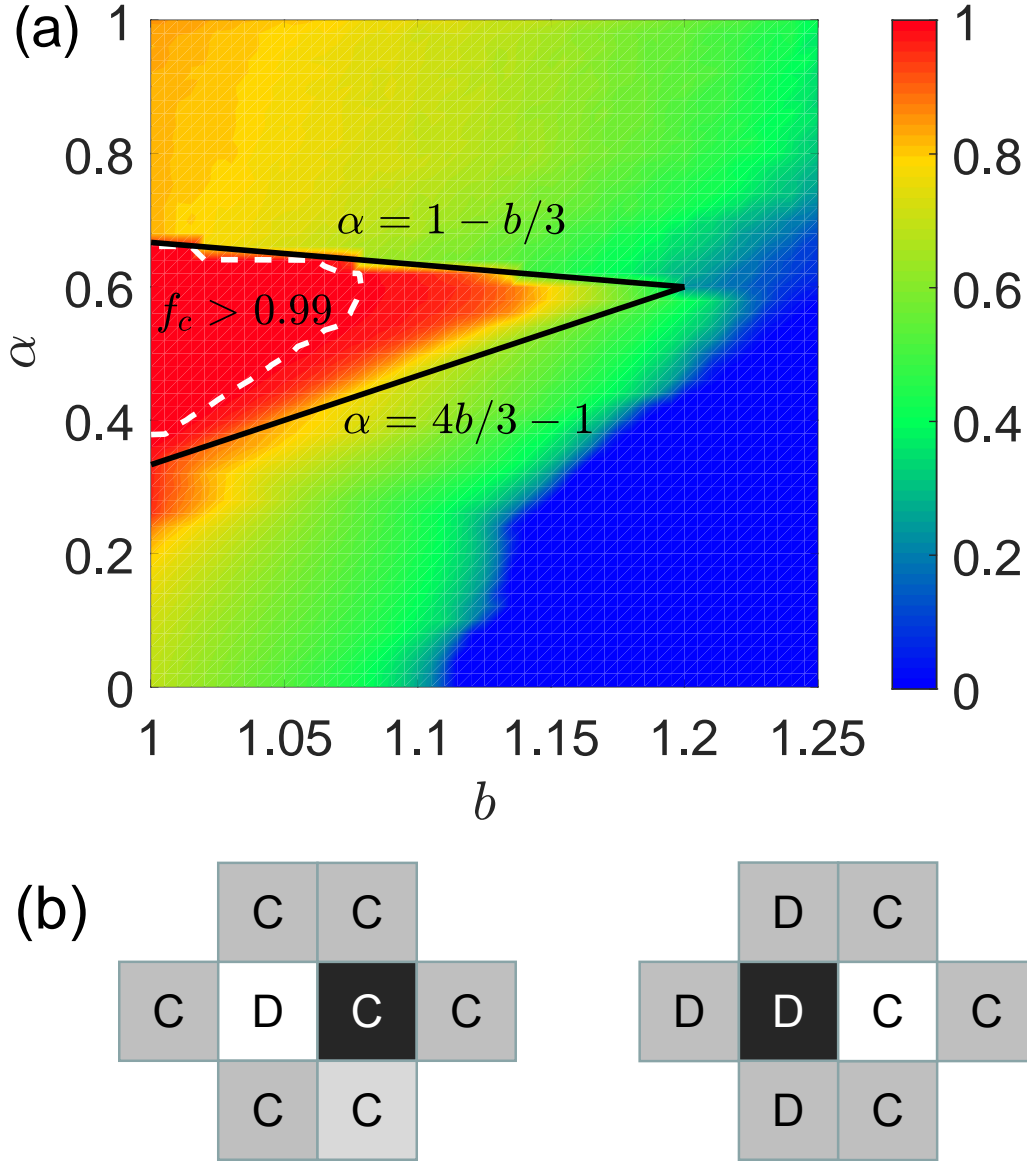 (a)
1
0.8
0.6
0.4
0.2
0
α
α = 1 − b/3
f_c > 0.99
α = 4b/3 − 1
1 1.05 1.1 1.15 1.2 1.25
b
1
0.8
0.6
0.4
0.2
0
(b)
C C
C D C C
C C
D C
D D C C
D C